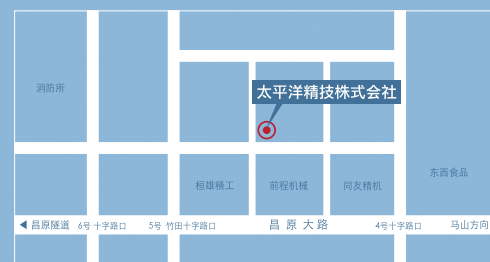 消防所
太平洋精技株式会社
东西食品
桓雄精工
前程机械
同友精机
◀ 昌原隧道 6号 十字路口 5号 竹田十字路口 昌原大路 4号十字路口 马山方向